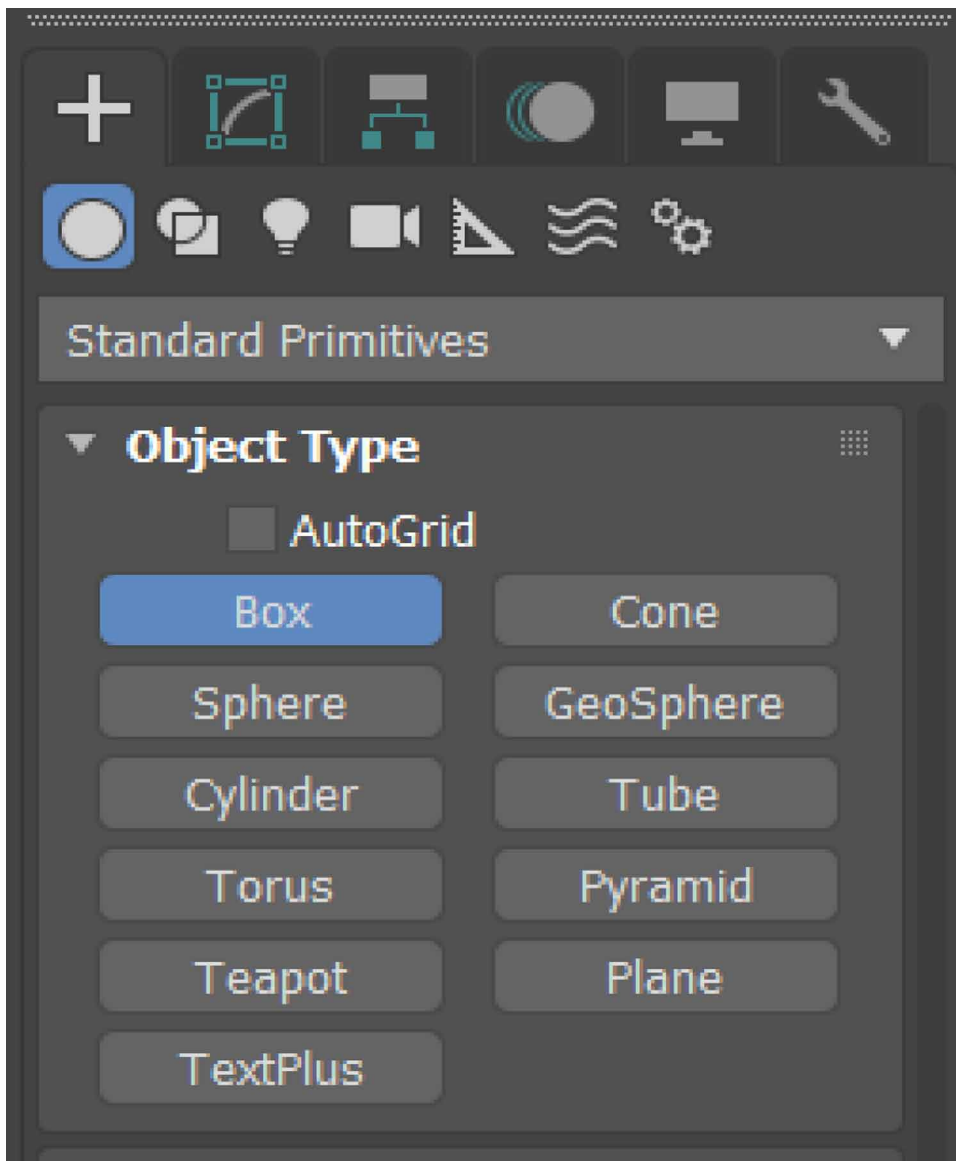 Standard Primitives
Object Type
AutoGrid
Box Cone
Sphere GeoSphere
Cylinder Tube
Torus Pyramid
Teapot Plane
TextPlus